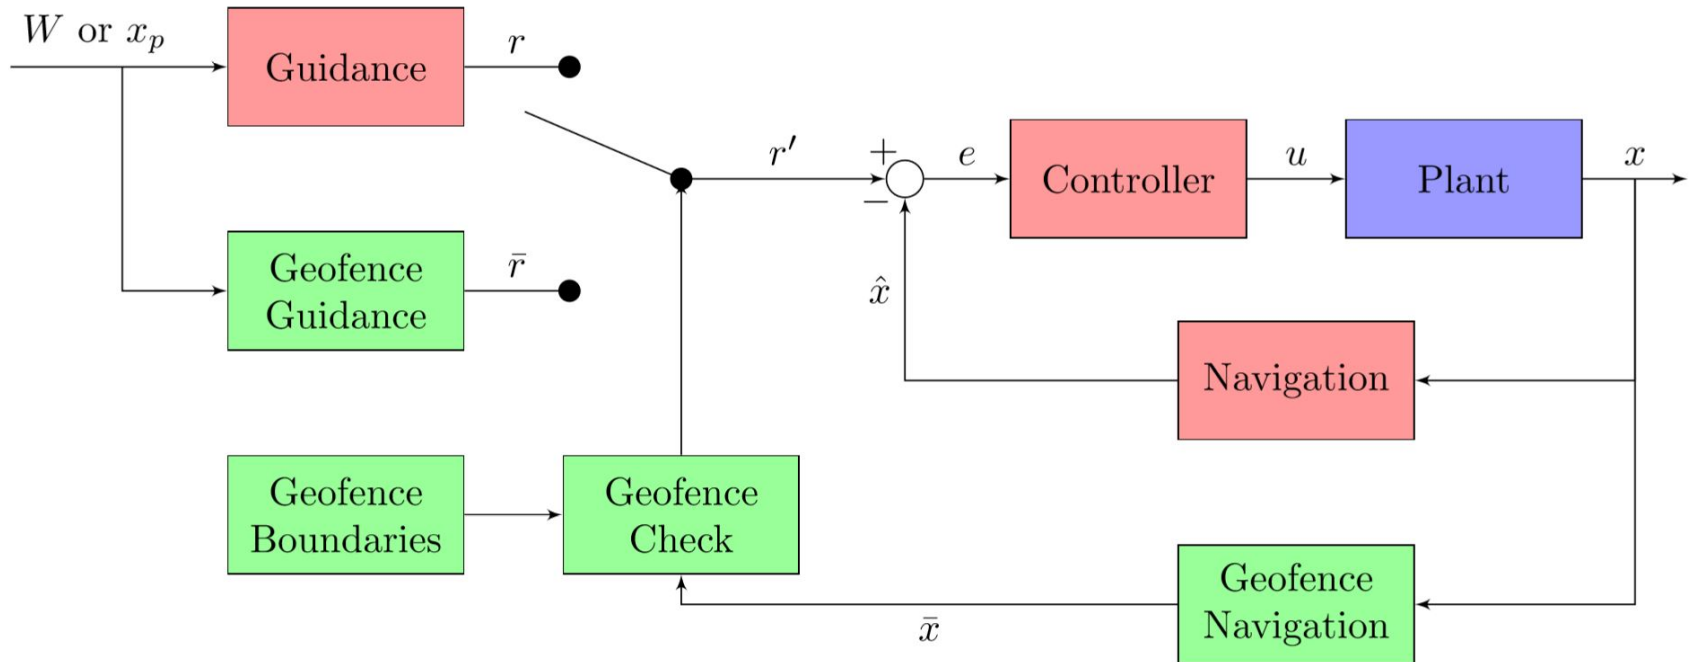 W or x_p
Guidance
r
Geofence
Guidance
r̄
r′
+
−
e
Controller
u
Plant
x
x̂
Navigation
Geofence
Boundaries
Geofence
Check
Geofence
Navigation
x̄